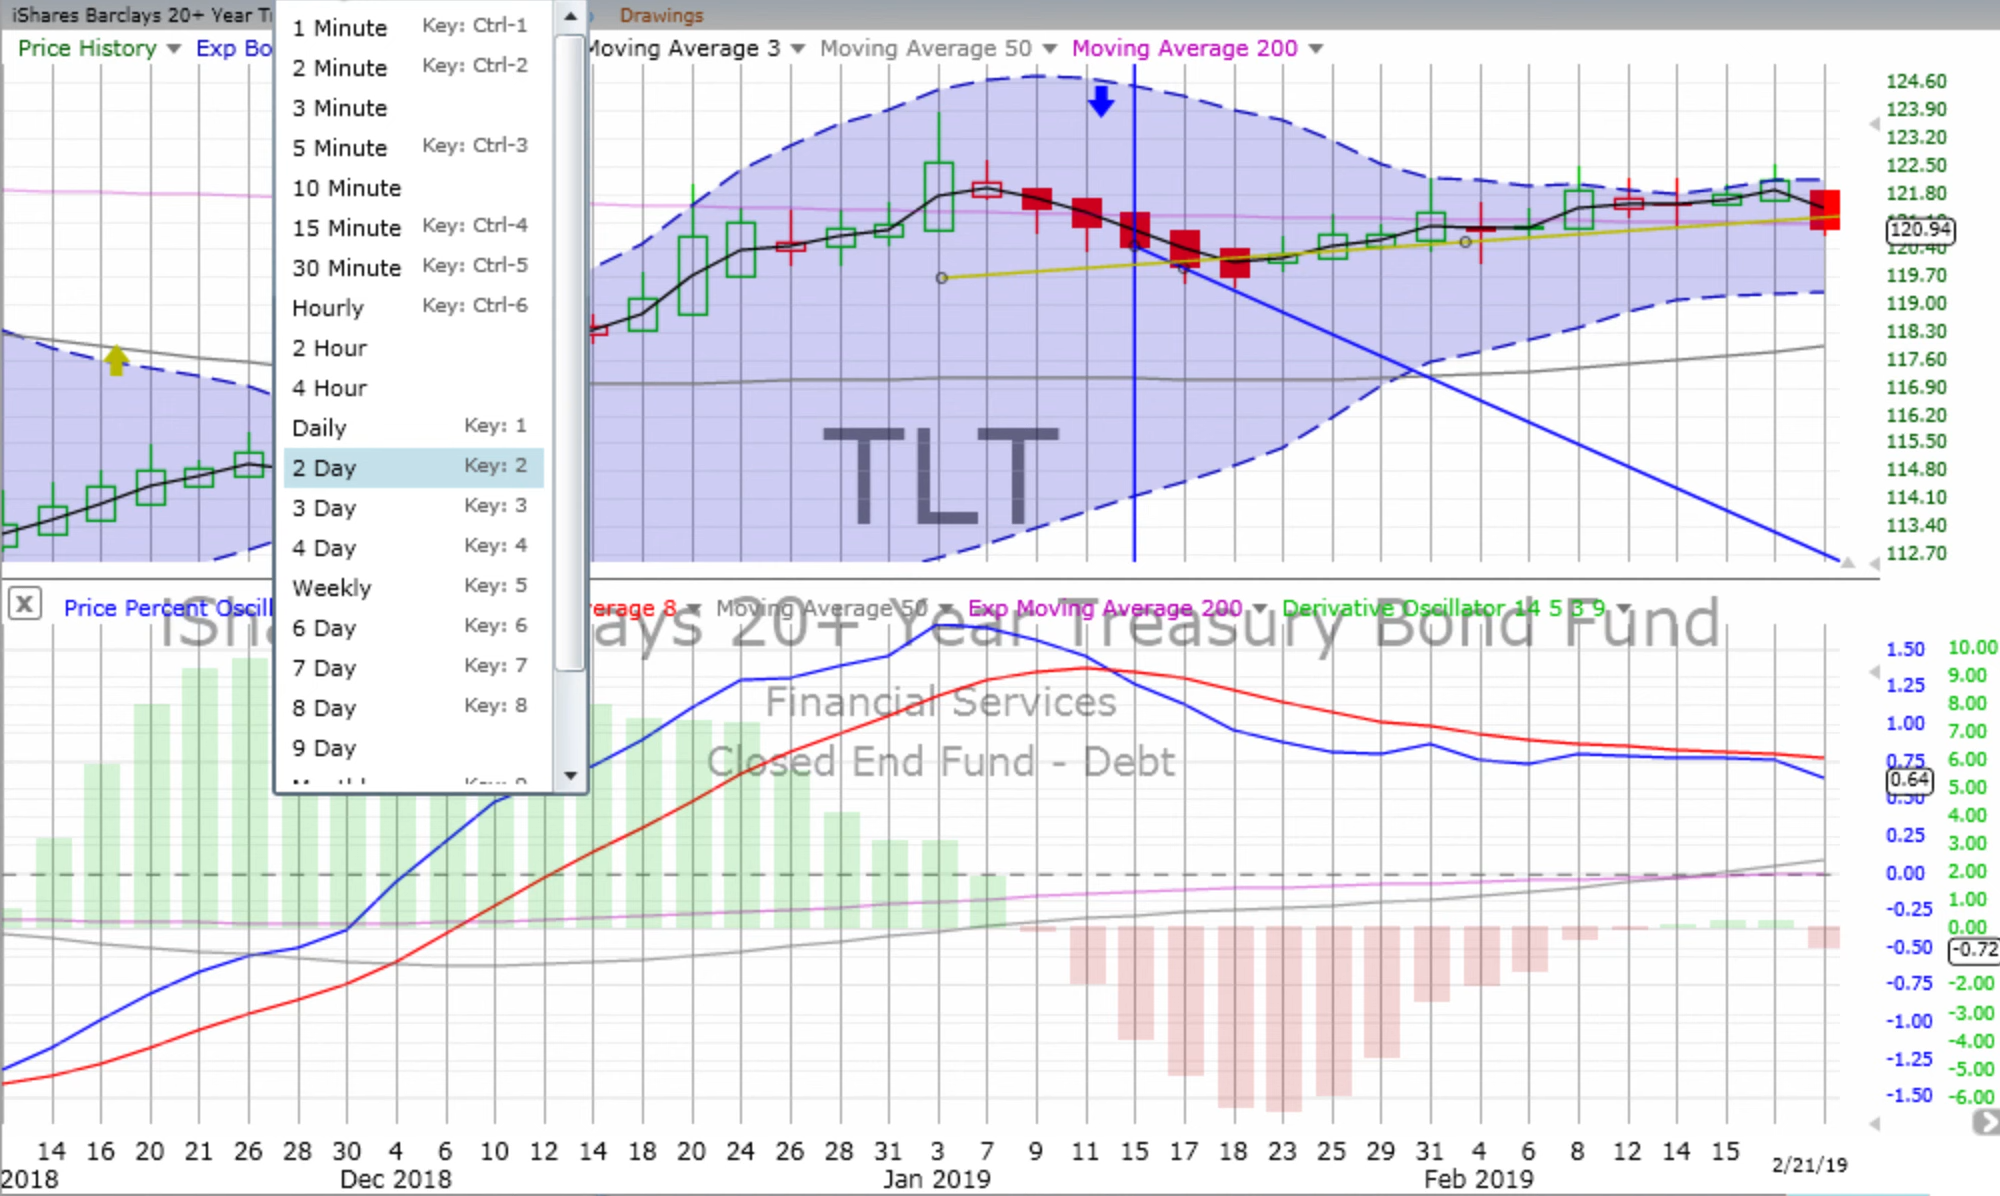 iShares Barclays 20+ Year Tr
Drawings
Price History
Exp Bo
Moving Average 3
Moving Average 50
Moving Average 200
1 Minute Key: Ctrl-1
2 Minute Key: Ctrl-2
3 Minute
5 Minute Key: Ctrl-3
10 Minute
15 Minute Key: Ctrl-4
30 Minute Key: Ctrl-5
Hourly Key: Ctrl-6
2 Hour
4 Hour
Daily Key: 1
2 Day Key: 2
3 Day Key: 3
4 Day Key: 4
Weekly Key: 5
6 Day Key: 6
7 Day Key: 7
8 Day Key: 8
9 Day
124.60
123.90
123.20
122.50
121.80
120.94
120.40
119.70
119.00
118.30
117.60
116.90
116.20
115.50
114.80
114.10
113.40
112.70
TLT
X
Price Percent Oscill
erage 8
Moving Average 50
Exp Moving Average 200
Derivative Oscillator 14 5 3 9
iSha
ays 20+ Year Treasury Bond Fund
Financial Services
Closed End Fund - Debt
1.50
1.25
1.00
0.75
0.64
0.50
0.25
0.00
-0.25
-0.50
-0.75
-1.00
-1.25
-1.50
10.00
9.00
8.00
7.00
6.00
5.00
4.00
3.00
2.00
1.00
0.00
-0.72
-2.00
-3.00
-4.00
-5.00
-6.00
14 16 20 21 26 28 30 4 6 10 12 14 18 20 24 26 28 31 3 7 9 11 15 17 18 23 25 29 31 4 6 8 12 14 15 2/21/19
2018 Dec 2018 Jan 2019 Feb 2019